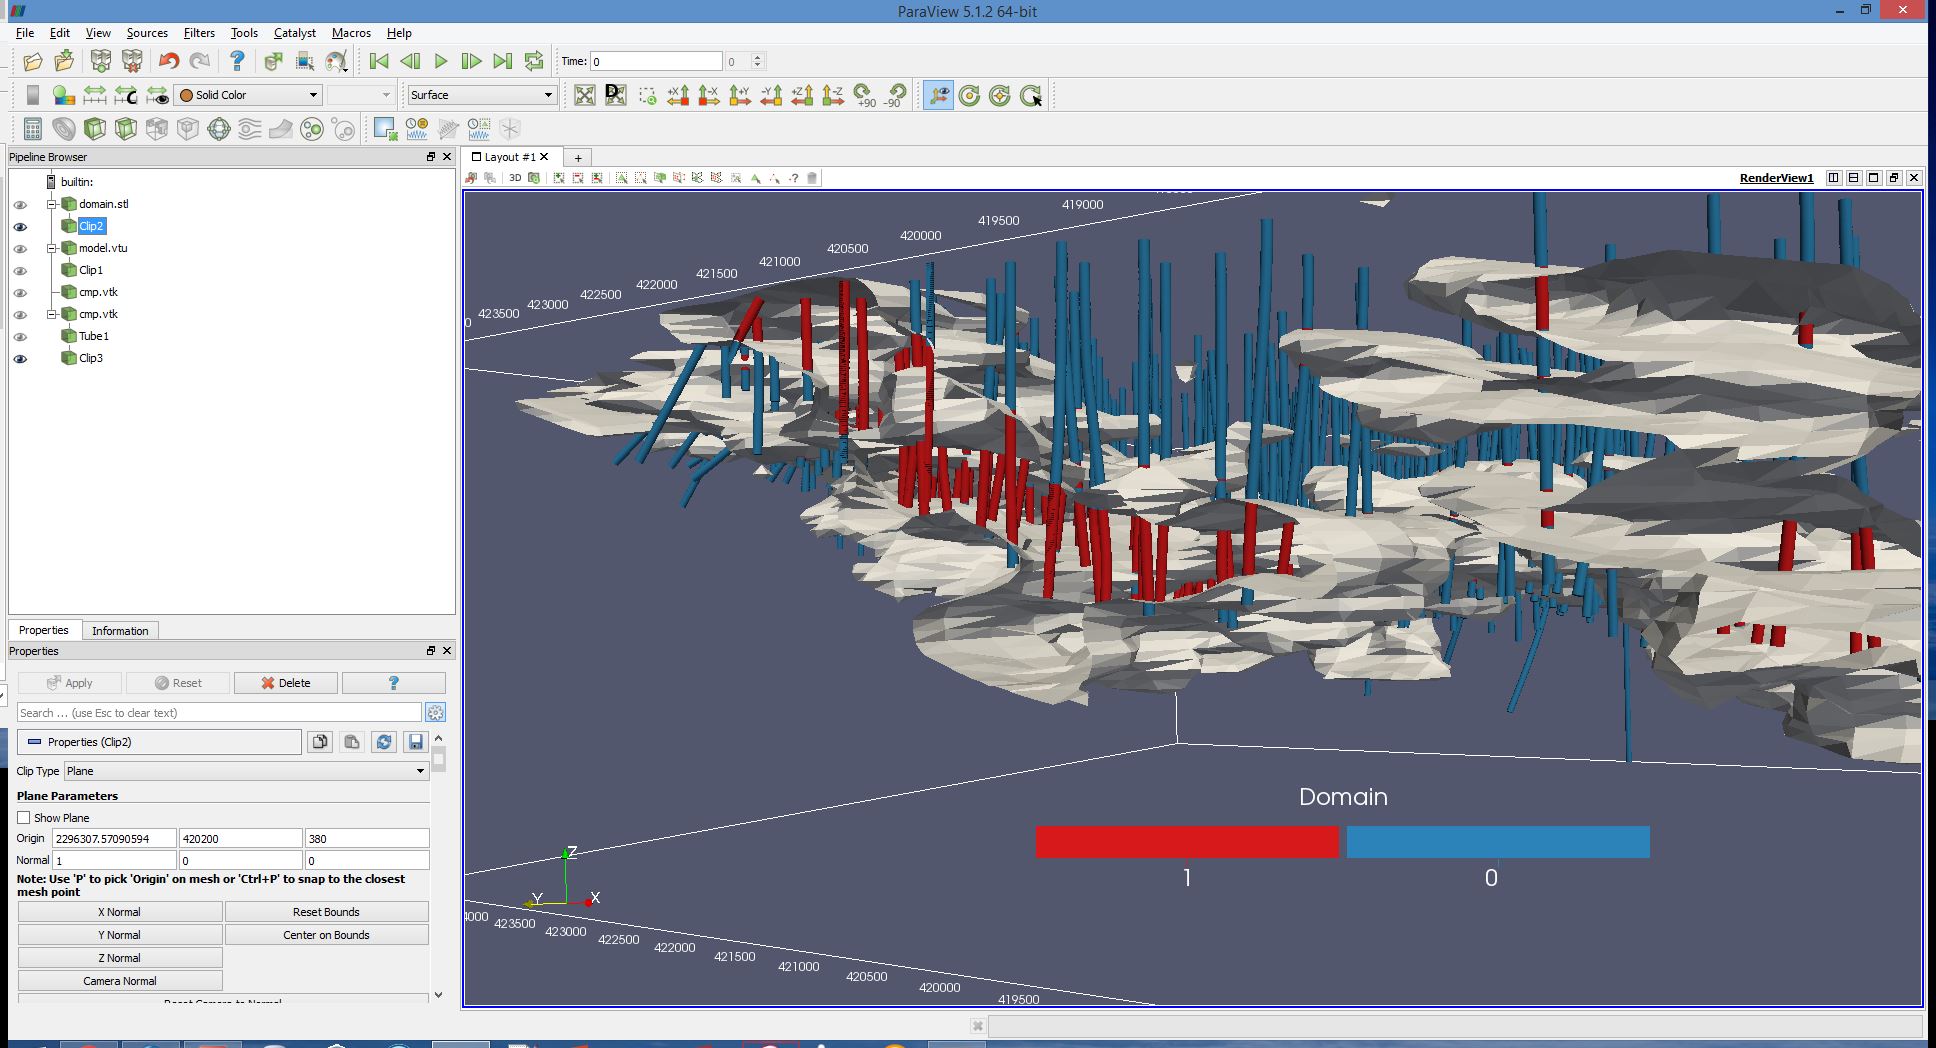 ParaView 5.1.2 64-bit
File Edit View Sources Filters Tools Catalyst Macros Help
Time: 0 0
Solid Color Surface +X -X +Y -Y +Z -Z +90 -90
Pipeline Browser
Layout #1
+
3D
RenderView1
builtin:
domain.stl
Clip2
model.vtu
Clip1
cmp.vtk
cmp.vtk
Tube1
Clip3
Properties Information
Properties
Apply Reset Delete ?
Search ... (use Esc to clear text)
Properties (Clip2)
Clip Type Plane
Plane Parameters
Show Plane
Origin 2296307.57090594 420200 380
Normal 1 0 0
Note: Use 'P' to pick 'Origin' on mesh or 'Ctrl+P' to snap to the closest
mesh point
X Normal Reset Bounds
Y Normal Center on Bounds
Z Normal
Camera Normal
Reset Camera to Normal
419000
419500
420000
420500
421000
421500
422000
422500
423000
423500
Domain
1 0
Z
Y X
423500
423000
422500
422000
421500
421000
420500
420000
419500